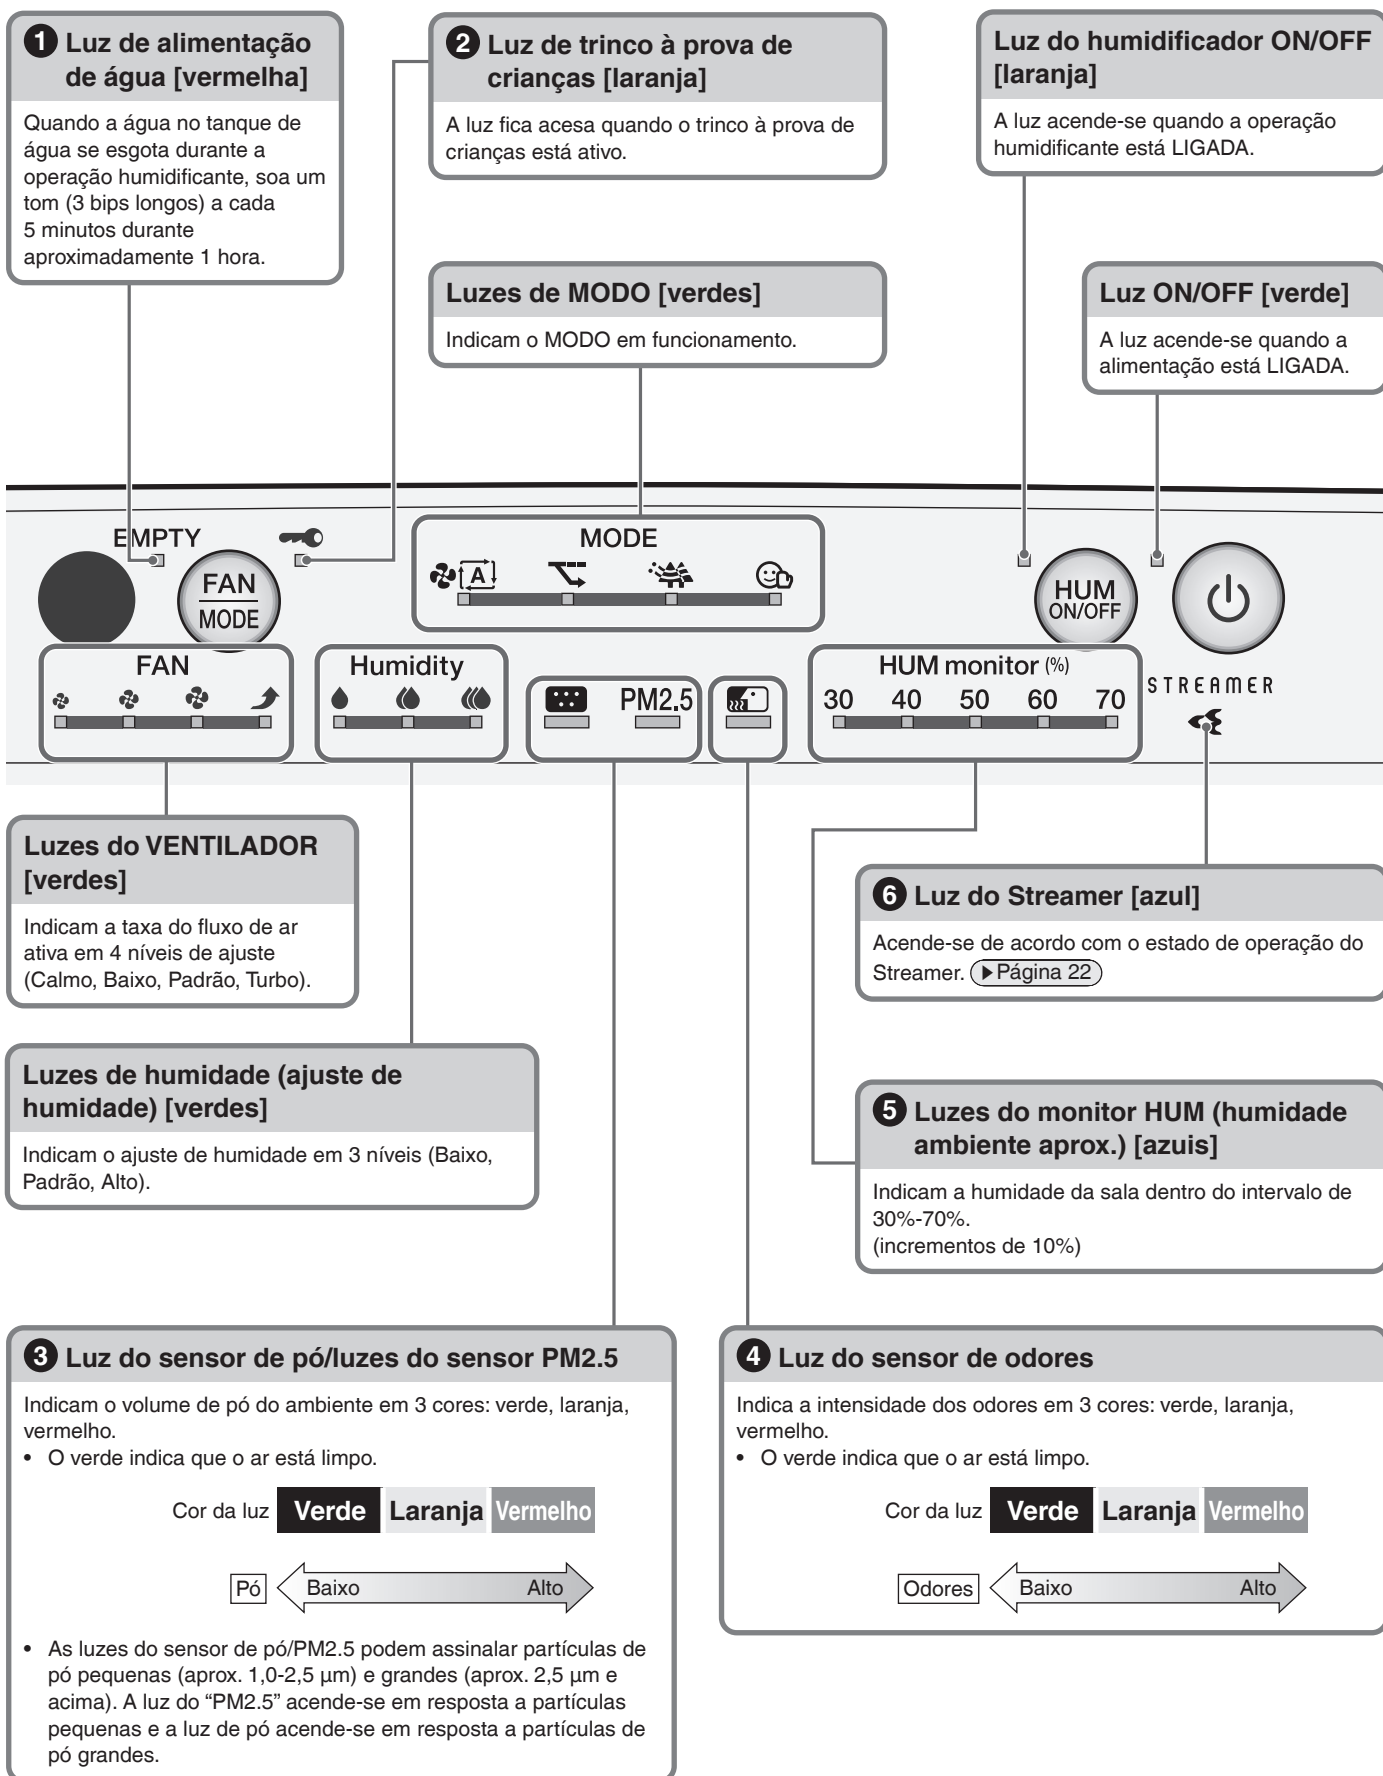 1 Luz de alimentação
de água [vermelha]
Quando a água no tanque de
água se esgota durante a
operação humidificante, soa um
tom (3 bips longos) a cada
5 minutos durante
aproximadamente 1 hora.
2 Luz de trinco à prova de
crianças [laranja]
A luz fica acesa quando o trinco à prova de
crianças está ativo.
Luz do humidificador ON/OFF
[laranja]
A luz acende-se quando a operação
humidificante está LIGADA.
Luzes de MODO [verdes]
Indicam o MODO em funcionamento.
Luz ON/OFF [verde]
A luz acende-se quando a
alimentação está LIGADA.
EMPTY
FAN
MODE
MODE
A
HUM
ON/OFF
FAN
Humidity
PM2.5
HUM monitor (%)
30 40 50 60 70
STREAMER
Luzes do VENTILADOR
[verdes]
Indicam a taxa do fluxo de ar
ativa em 4 níveis de ajuste
(Calmo, Baixo, Padrão, Turbo).
6 Luz do Streamer [azul]
Acende-se de acordo com o estado de operação do
Streamer. ▶Página 22
Luzes de humidade (ajuste de
humidade) [verdes]
Indicam o ajuste de humidade em 3 níveis (Baixo,
Padrão, Alto).
5 Luzes do monitor HUM (humidade
ambiente aprox.) [azuis]
Indicam a humidade da sala dentro do intervalo de
30%-70%.
(incrementos de 10%)
3 Luz do sensor de pó/luzes do sensor PM2.5
Indicam o volume de pó do ambiente em 3 cores: verde, laranja,
vermelho.
• O verde indica que o ar está limpo.
Cor da luz Verde Laranja Vermelho
Pó Baixo Alto
• As luzes do sensor de pó/PM2.5 podem assinalar partículas de
pó pequenas (aprox. 1,0-2,5 μm) e grandes (aprox. 2,5 μm e
acima). A luz do “PM2.5” acende-se em resposta a partículas
pequenas e a luz de pó acende-se em resposta a partículas de
pó grandes.
4 Luz do sensor de odores
Indica a intensidade dos odores em 3 cores: verde, laranja,
vermelho.
• O verde indica que o ar está limpo.
Cor da luz Verde Laranja Vermelho
Odores Baixo Alto